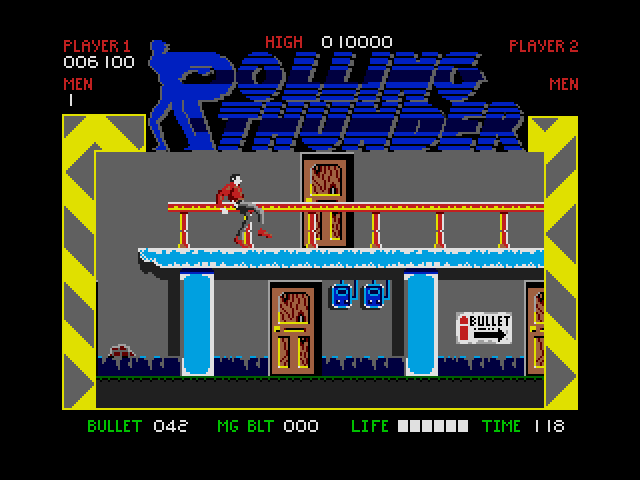 PLAYER 1
HIGH 010000
PLAYER 2
006100
MEN
MEN
1
ROLLING
THUNDER
BULLET
BULLET 042 MG BLT 000 LIFE TIME 118